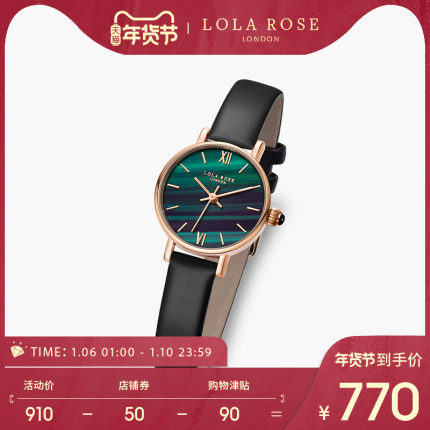 天猫 年货节 | LOLA ROSE
LONDON
LOLA ROSE
LONDON
TIME: 1.06 01:00 - 1.10 23:59
年货节到手价
活动价 店铺券 购物津贴
910 - 50 - 90 = ¥ 770